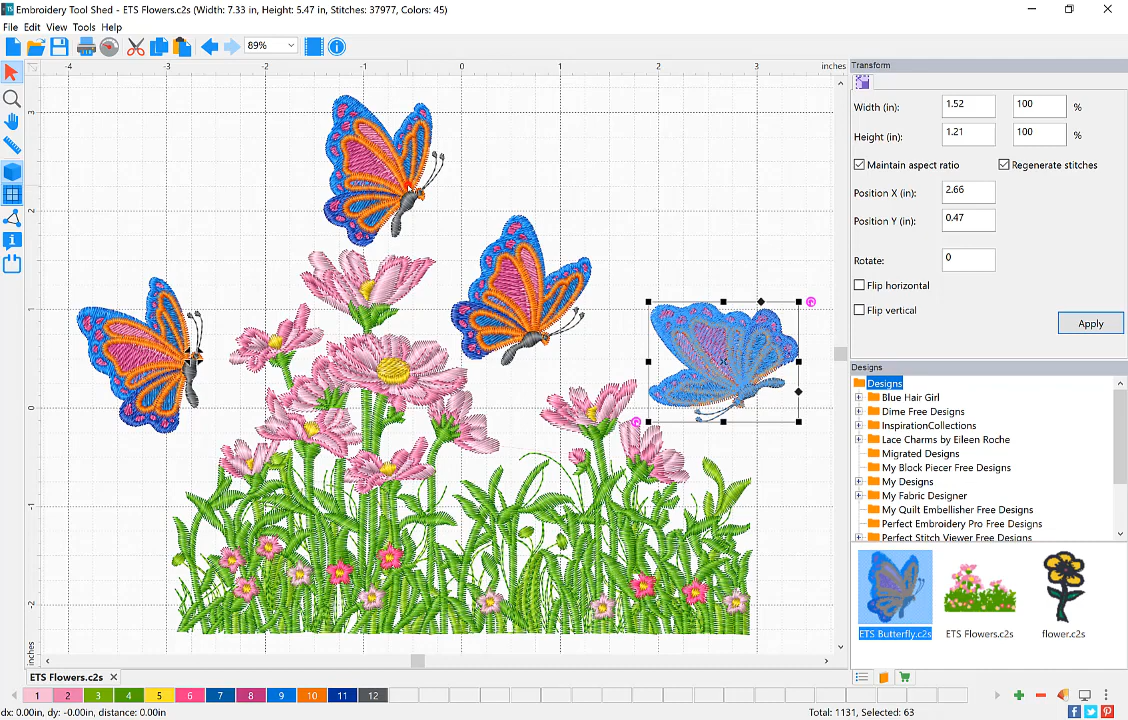 Embroidery Tool Shed - ETS Flowers.c2s (Width: 7.33 in, Height: 5.47 in, Stitches: 37977, Colors: 45)
File Edit View Tools Help
89%
-4 -3 -2 -1 0 1 2 3 inches
3
2
1
0
-1
-2
inches
Transform
Width (in): 1.52 100 %
Height (in): 1.21 100 %
Maintain aspect ratio Regenerate stitches
Position X (in): 2.66
Position Y (in): 0.47
Rotate: 0
Flip horizontal
Flip vertical
Apply
Designs
Designs
Blue Hair Girl
Dime Free Designs
InspirationCollections
Lace Charms by Eileen Roche
Migrated Designs
My Block Piecer Free Designs
My Designs
My Fabric Designer
My Quilt Embellisher Free Designs
Perfect Embroidery Pro Free Designs
Perfect Stitch Viewer Free Designs
ETS Butterfly.c2s ETS Flowers.c2s flower.c2s
ETS Flowers.c2s
1 2 3 4 5 6 7 8 9 10 11 12
dx: 0.00in, dy: -0.00in, distance: 0.00in Total: 1131, Selected: 63